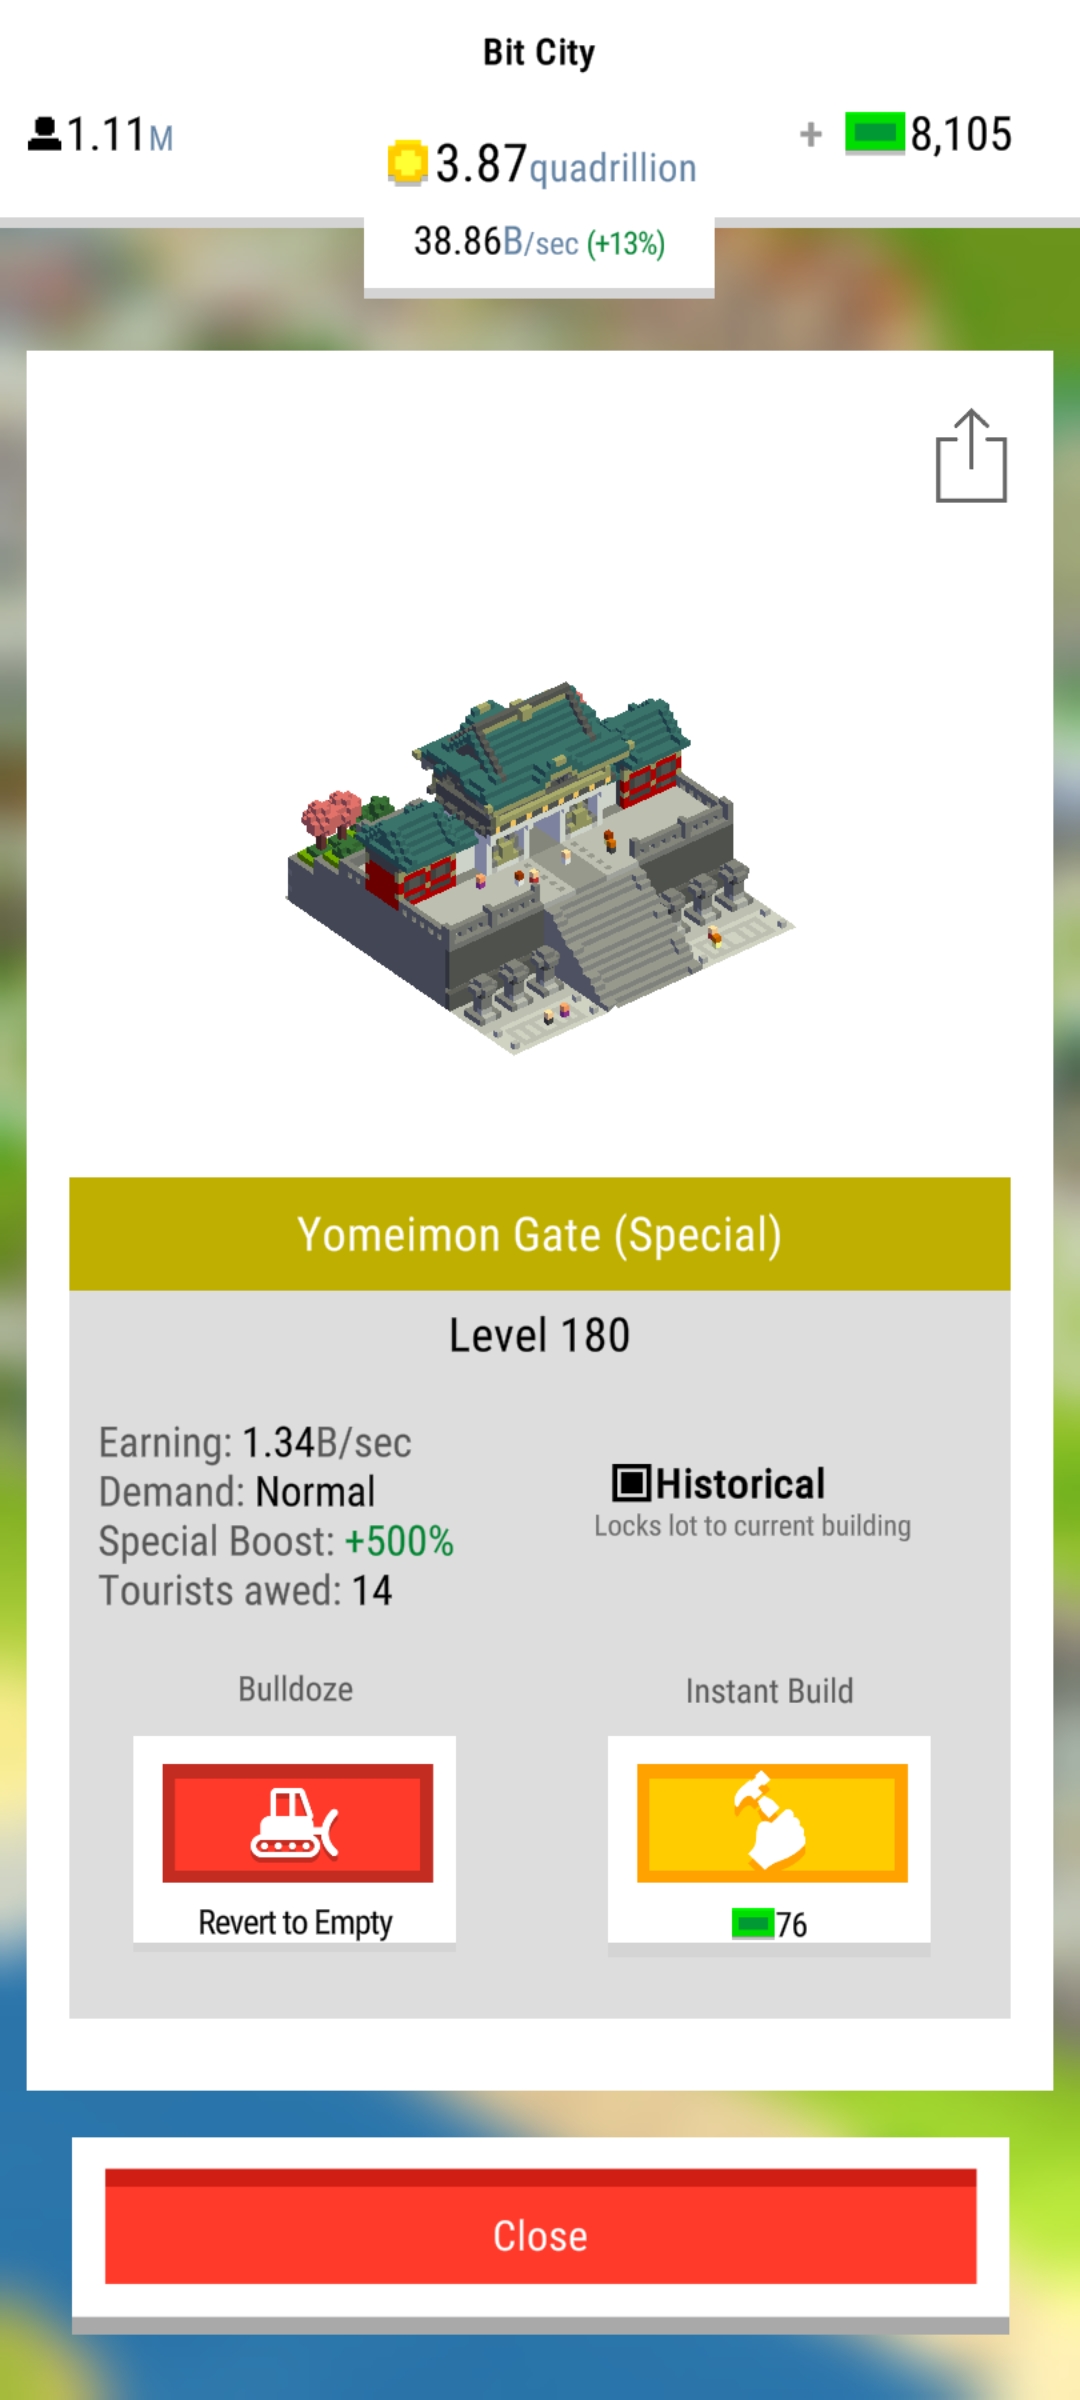 Bit City
1.11M
+ 8,105
3.87quadrillion
38.86B/sec (+13%)
Yomeimon Gate (Special)
Level 180
Earning: 1.34B/sec
Demand: Normal
Special Boost: +500%
Tourists awed: 14
Historical
Locks lot to current building
Bulldoze
Revert to Empty
Instant Build
76
Close